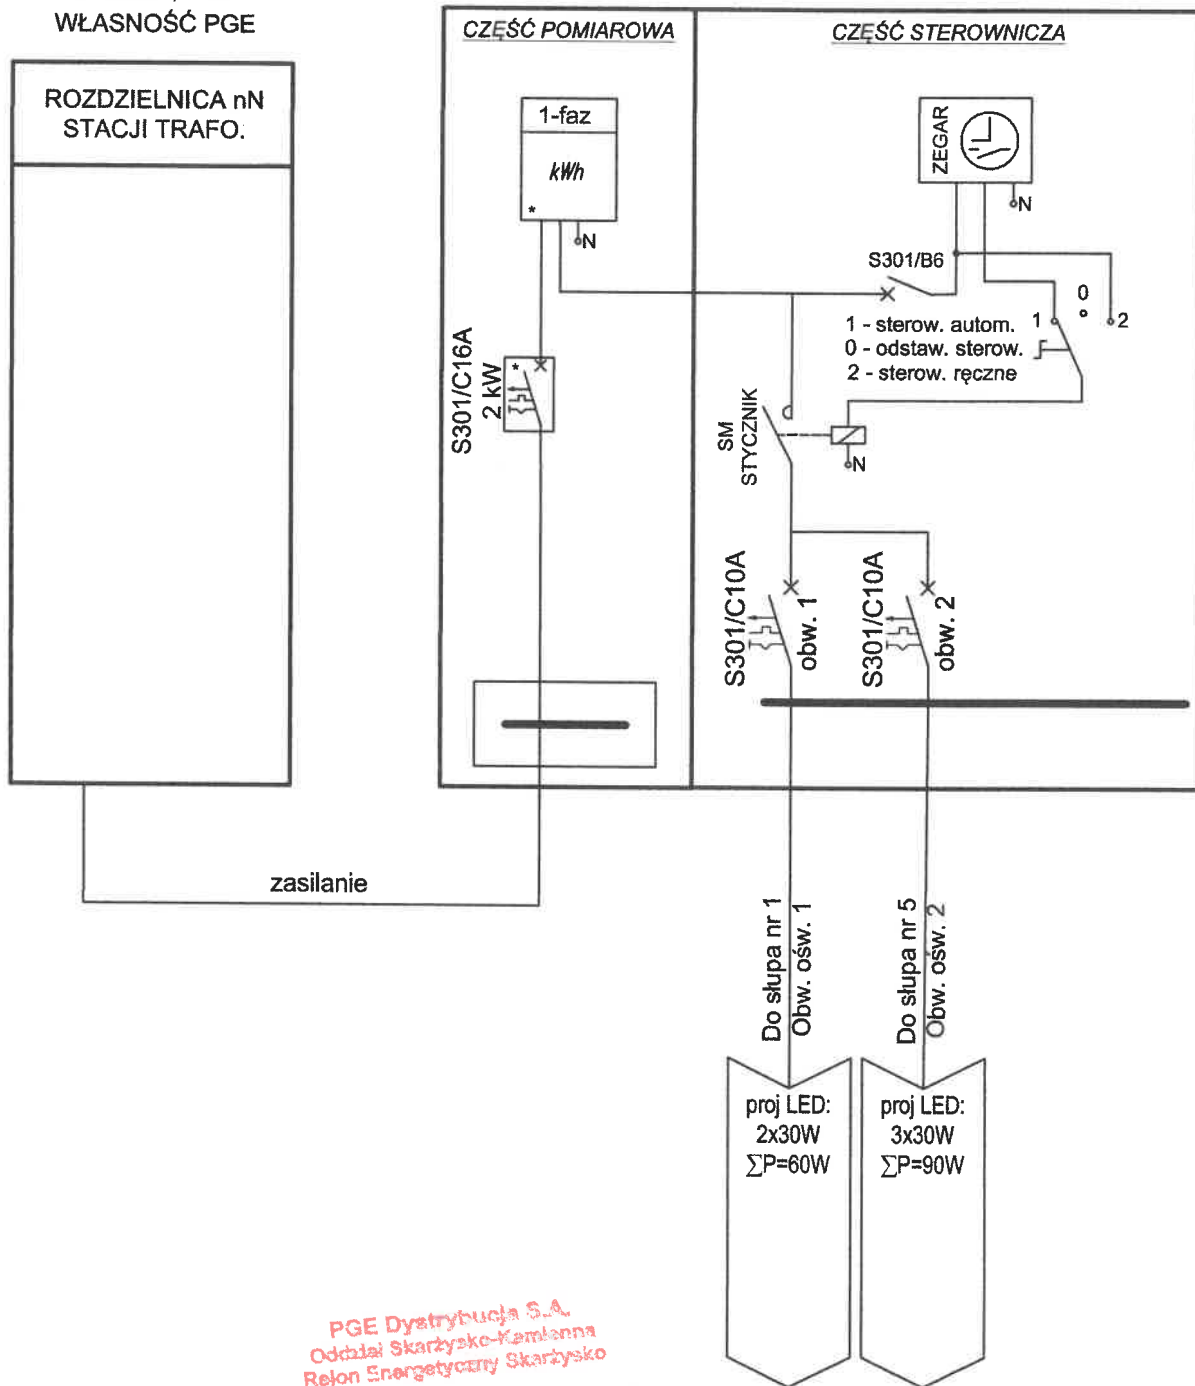 WŁASNOŚĆ PGE
ROZDZIELNICA nN
STACJI TRAFO.
CZĘŚĆ POMIAROWA
1-faz
kWh
*
N
S301/C16A
2 kW
*
CZĘŚĆ STEROWNICZA
ZEGAR
N
S301/B6
1 - sterow. autom.
0 - odstaw. sterow.
2 - sterow. ręczne
1
0
2
SM
STYCZNIK
N
S301/C10A
obw. 1
S301/C10A
obw. 2
zasilanie
Do słupa nr 1
Obw. ośw. 1
Do słupa nr 5
Obw. ośw. 2
proj LED:
2x30W
∑P=60W
proj LED:
3x30W
∑P=90W
PGE Dystrybucja S.A.
Oddział Skarżysko-Kamienna
Rejon Energetyczny Skarżysko